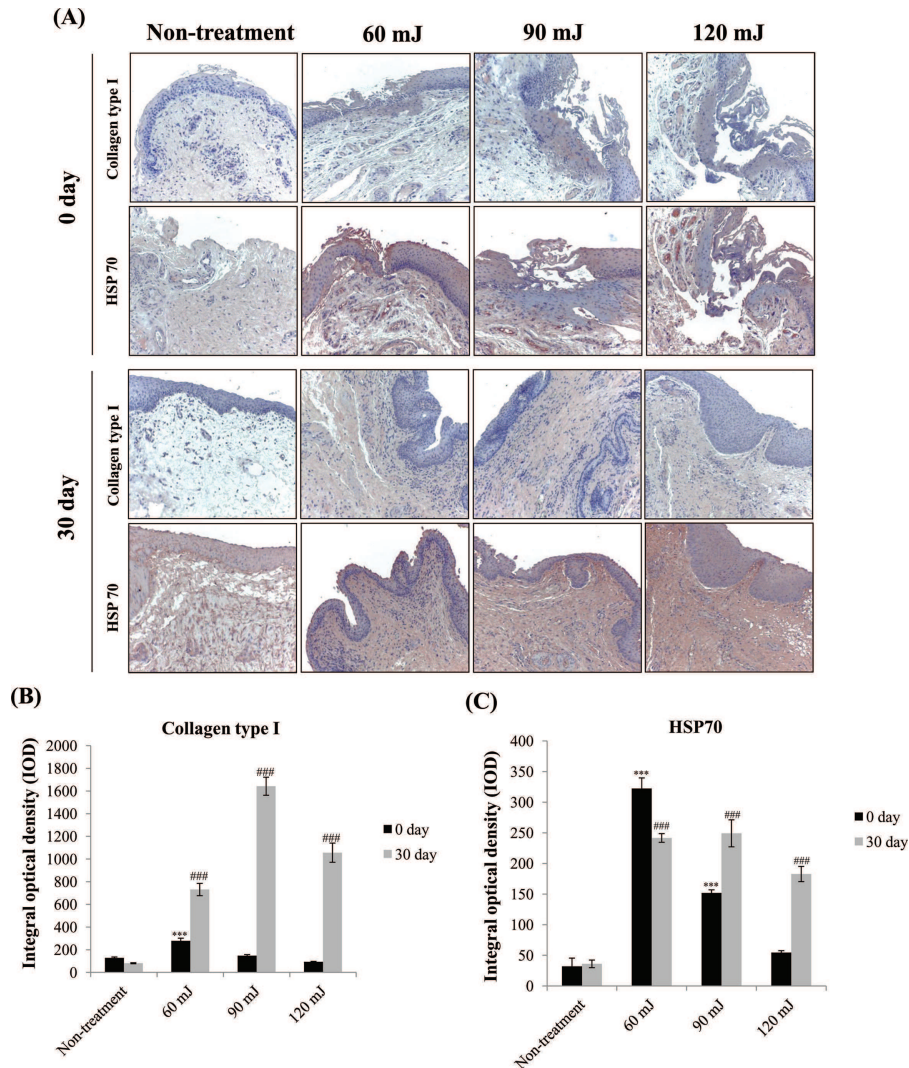 (A)
Non-treatment 60 mJ 90 mJ 120 mJ
0 day
Collagen type I
HSP 70
30 day
Collagen type I
HSP 70
(B)
Collagen type I
Integral optical density (IOD)
2000
1800
1600
1400
1200
1000
800
600
400
200
0
***
###
###
###
0 day
30 day
Non-treatment
60 mJ
90 mJ
120 mJ
(C)
HSP70
Integral optical density (IOD)
400
350
300
250
200
150
100
50
0
***
###
***
###
###
0 day
30 day
Non-treatment
60 mJ
90 mJ
120 mJ